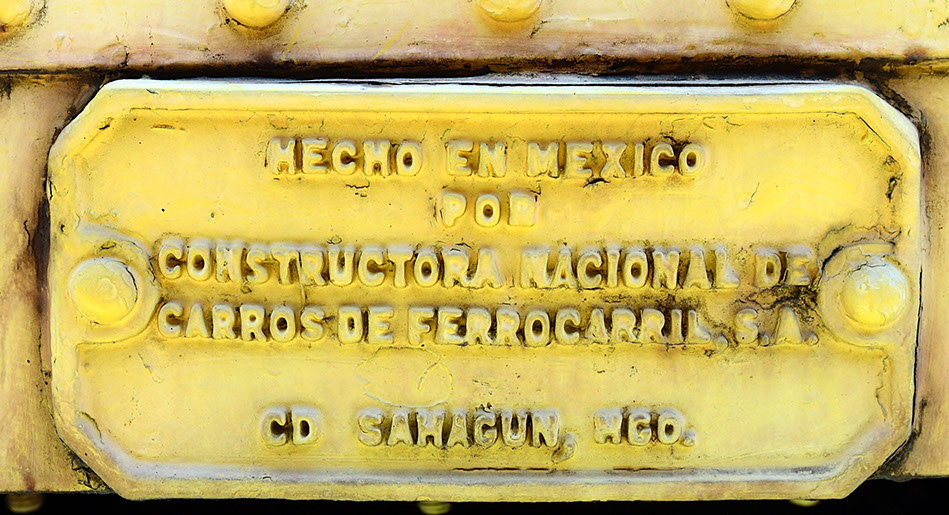 HECHO EN MEXICO
POR
CONSTRUCTORA NACIONAL DE
CARROS DE FERROCARRIL, S.A.
CD SAHAGUN, HGO.